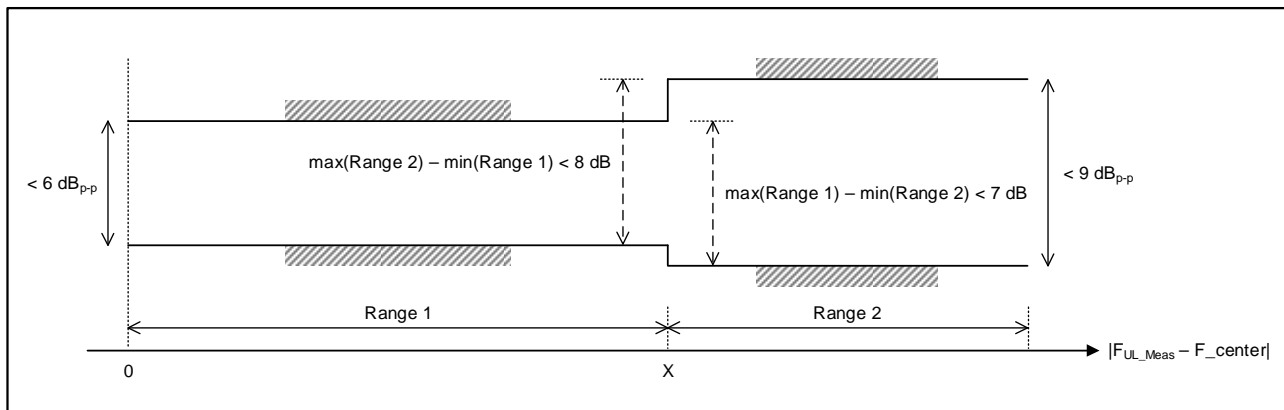 max(Range 2) – min(Range 1) < 8 dB
< 6 dBp-p
max(Range 1) – min(Range 2) < 7 dB
< 9 dBp-p
Range 1
Range 2
|FUL_Meas – F_center|
0
X